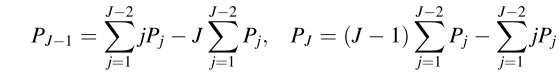 $P_{J-1} = \sum_{j=1}^{J-2} jP_j - J \sum_{j=1}^{J-2} P_j, \quad P_J = (J-1) \sum_{j=1}^{J-2} P_j - \sum_{j=1}^{J-2} jP_j$